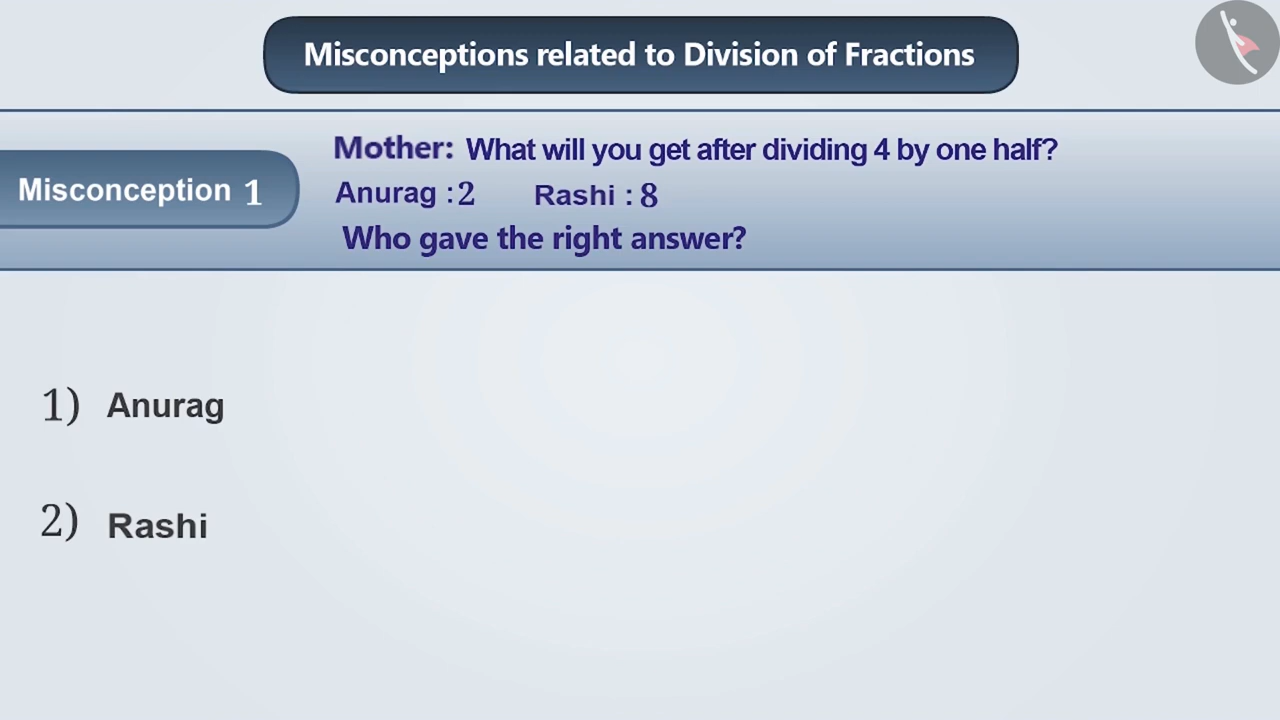 Misconceptions related to Division of Fractions
Misconception 1
Mother: What will you get after dividing 4 by one half?
Anurag : 2 Rashi : 8
Who gave the right answer?
1) Anurag
2) Rashi